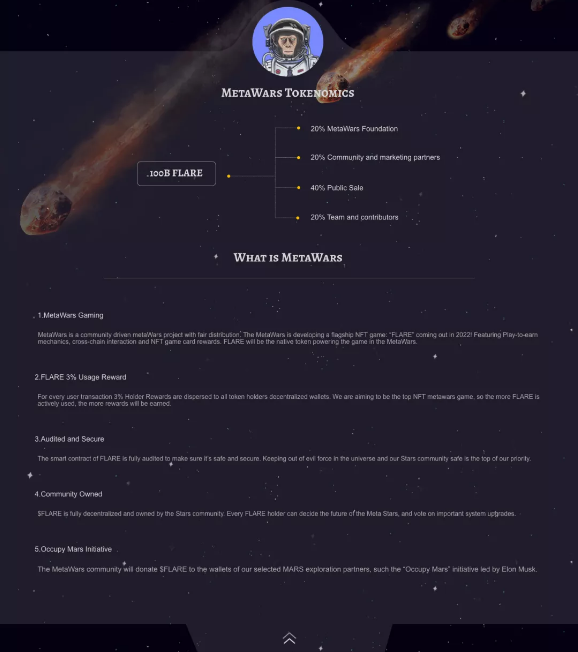 MetaWars Tokenomics
20% MetaWars Foundation
20% Community and marketing partners
100B FLARE
40% Public Sale
20% Team and contributors
What is MetaWars
1.MetaWars Gaming
MetaWars is a community driven metaWars project with fair distribution. The MetaWars is developing a flagship NFT game: “FLARE” coming out in 2022! Featuring Play-to-earn
mechanics, cross-chain interaction and NFT game card rewards. FLARE will be the native token powering the game in the MetaWars.
2.FLARE 3% Usage Reward
For every user transaction 3% Holder Rewards are dispersed to all token holders decentralized wallets. We are aiming to be the top NFT metawars game, so the more FLARE is
actively used, the more rewards will be earned.
3.Audited and Secure
The smart contract of FLARE is fully audited to make sure it's safe and secure. Keeping out of evil force in the universe and our Stars community safe is the top of our priority.
4.Community Owned
$FLARE is fully decentralized and owned by the Stars community. Every FLARE holder can decide the future of the Meta Stars, and vote on important system upgrades.
5.Occupy Mars Initiative
The MetaWars community will donate $FLARE to the wallets of our selected MARS exploration partners, such the “Occupy Mars” initiative led by Elon Musk.